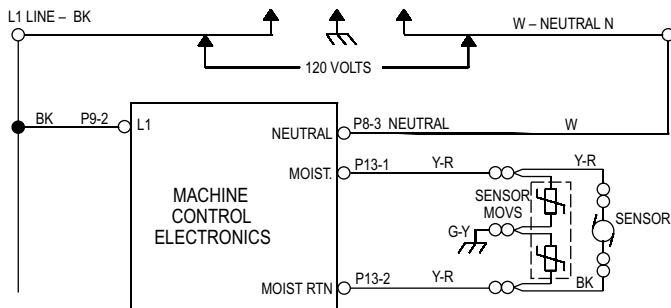 L1 LINE – BK
W – NEUTRAL N
120 VOLTS
BK
P9-2
L1
NEUTRAL
P8-3
NEUTRAL
W
MOIST.
P13-1
Y-R
Y-R
MACHINE
CONTROL
ELECTRONICS
SENSOR
MOVS
SENSOR
G-Y
MOIST RTN
P13-2
Y-R
BK